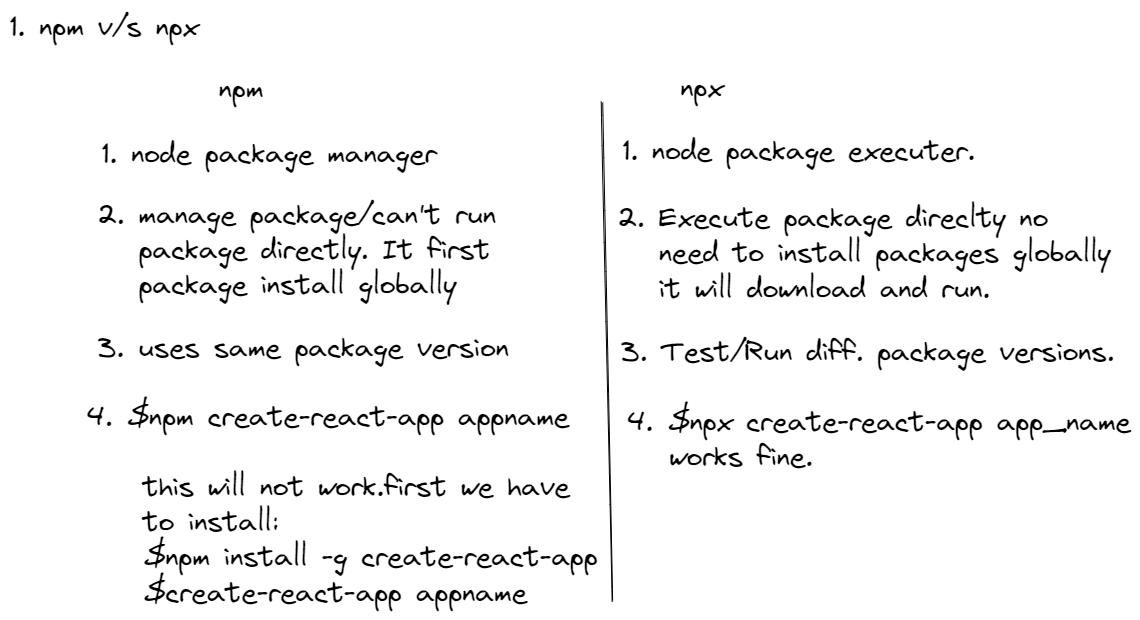 1. npm v/s npx
npm
1. node package manager
2. manage package/can't run
package directly. It first
package install globally
3. uses same package version
4. $npm create-react-app appname
this will not work.first we have
to install:
$npm install -g create-react-app
$create-react-app appname
npx
1. node package executer.
2. Execute package direclty no
need to install packages globally
it will download and run.
3. Test/Run diff. package versions.
4. $npx create-react-app app_name
works fine.